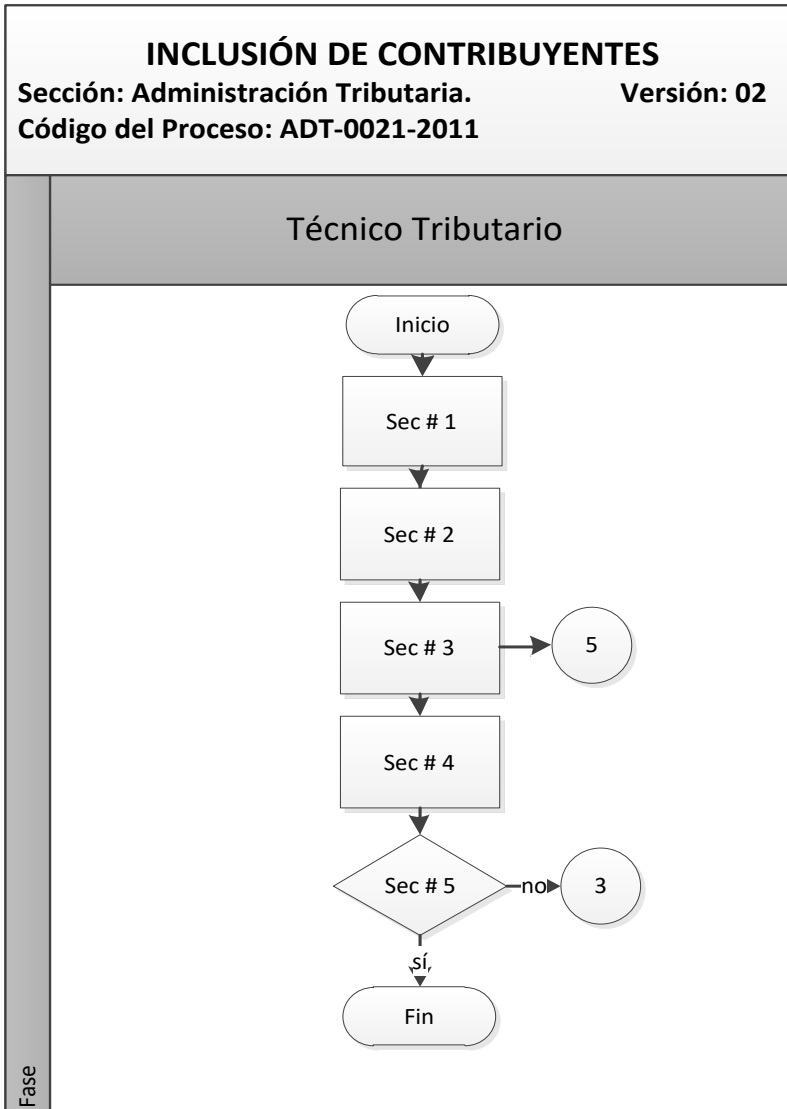 INCLUSIÓN DE CONTRIBUYENTES
Sección: Administración Tributaria. Versión: 02
Código del Proceso: ADT-0021-2011
Técnico Tributario
Inicio
Sec # 1
Sec # 2
Sec # 3
5
Sec # 4
Sec # 5
no
3
sí
Fin
Fase